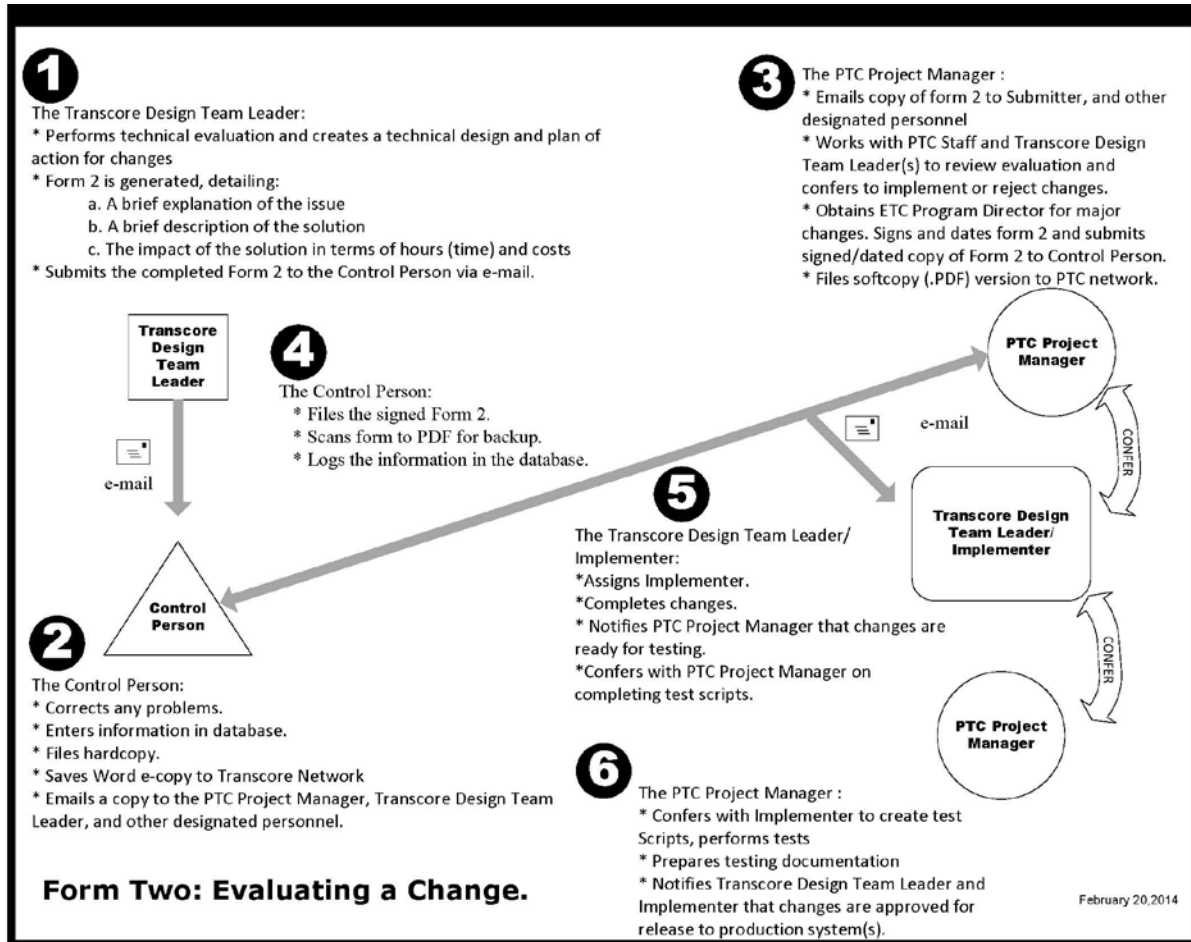 1
The Transcore Design Team Leader:
* Performs technical evaluation and creates a technical design and plan of
action for changes
* Form 2 is generated, detailing:
a. A brief explanation of the issue
b. A brief description of the solution
c. The impact of the solution in terms of hours (time) and costs
* Submits the completed Form 2 to the Control Person via e-mail.
3
The PTC Project Manager :
* Emails copy of form 2 to Submitter, and other
designated personnel
* Works with PTC Staff and Transcore Design
Team Leader(s) to review evaluation and
confers to implement or reject changes.
* Obtains ETC Program Director for major
changes. Signs and dates form 2 and submits
signed/dated copy of Form 2 to Control Person.
* Files softcopy (.PDF) version to PTC network.
Transcore
Design
Team
Leader
e-mail
4
The Control Person:
* Files the signed Form 2.
* Scans form to PDF for backup.
* Logs the information in the database.
PTC Project
Manager
e-mail
CONFER
Transcore Design
Team Leader/
Implementer
5
The Transcore Design Team Leader/
Implementer:
*Assigns Implementer.
*Completes changes.
* Notifies PTC Project Manager that changes are
ready for testing.
*Confers with PTC Project Manager on
completing test scripts.
CONFER
PTC Project
Manager
Control
Person
2
The Control Person:
* Corrects any problems.
* Enters information in database.
* Files hardcopy.
* Saves Word e-copy to Transcore Network
* Emails a copy to the PTC Project Manager, Transcore Design Team
Leader, and other designated personnel.
6
The PTC Project Manager :
* Confers with Implementer to create test
Scripts, performs tests
* Prepares testing documentation
* Notifies Transcore Design Team Leader and
Implementer that changes are approved for
release to production system(s).
Form Two: Evaluating a Change.
February 20,2014